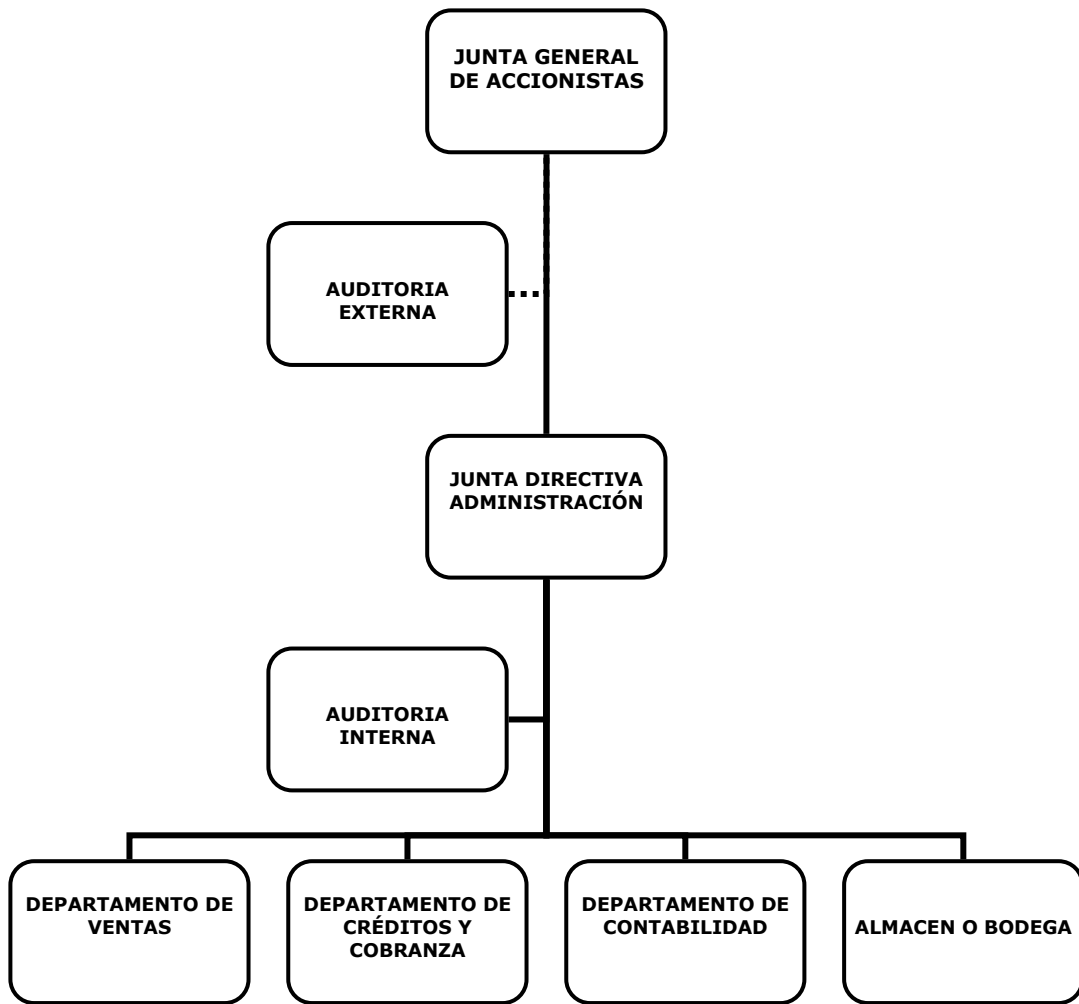 JUNTA GENERAL
DE ACCIONISTAS
AUDITORIA
EXTERNA
JUNTA DIRECTIVA
ADMINISTRACIÓN
AUDITORIA
INTERNA
DEPARTAMENTO DE
VENTAS
DEPARTAMENTO DE
CRÉDITOS Y
COBRANZA
DEPARTAMENTO DE
CONTABILIDAD
ALMACEN O BODEGA